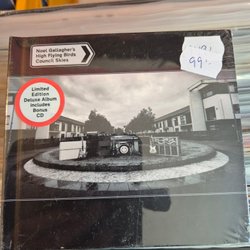 Noel Gallagher's
High Flying Birds
Council Skies
99:-
Limited
Edition
Deluxe Album
includes
Bonus
CD